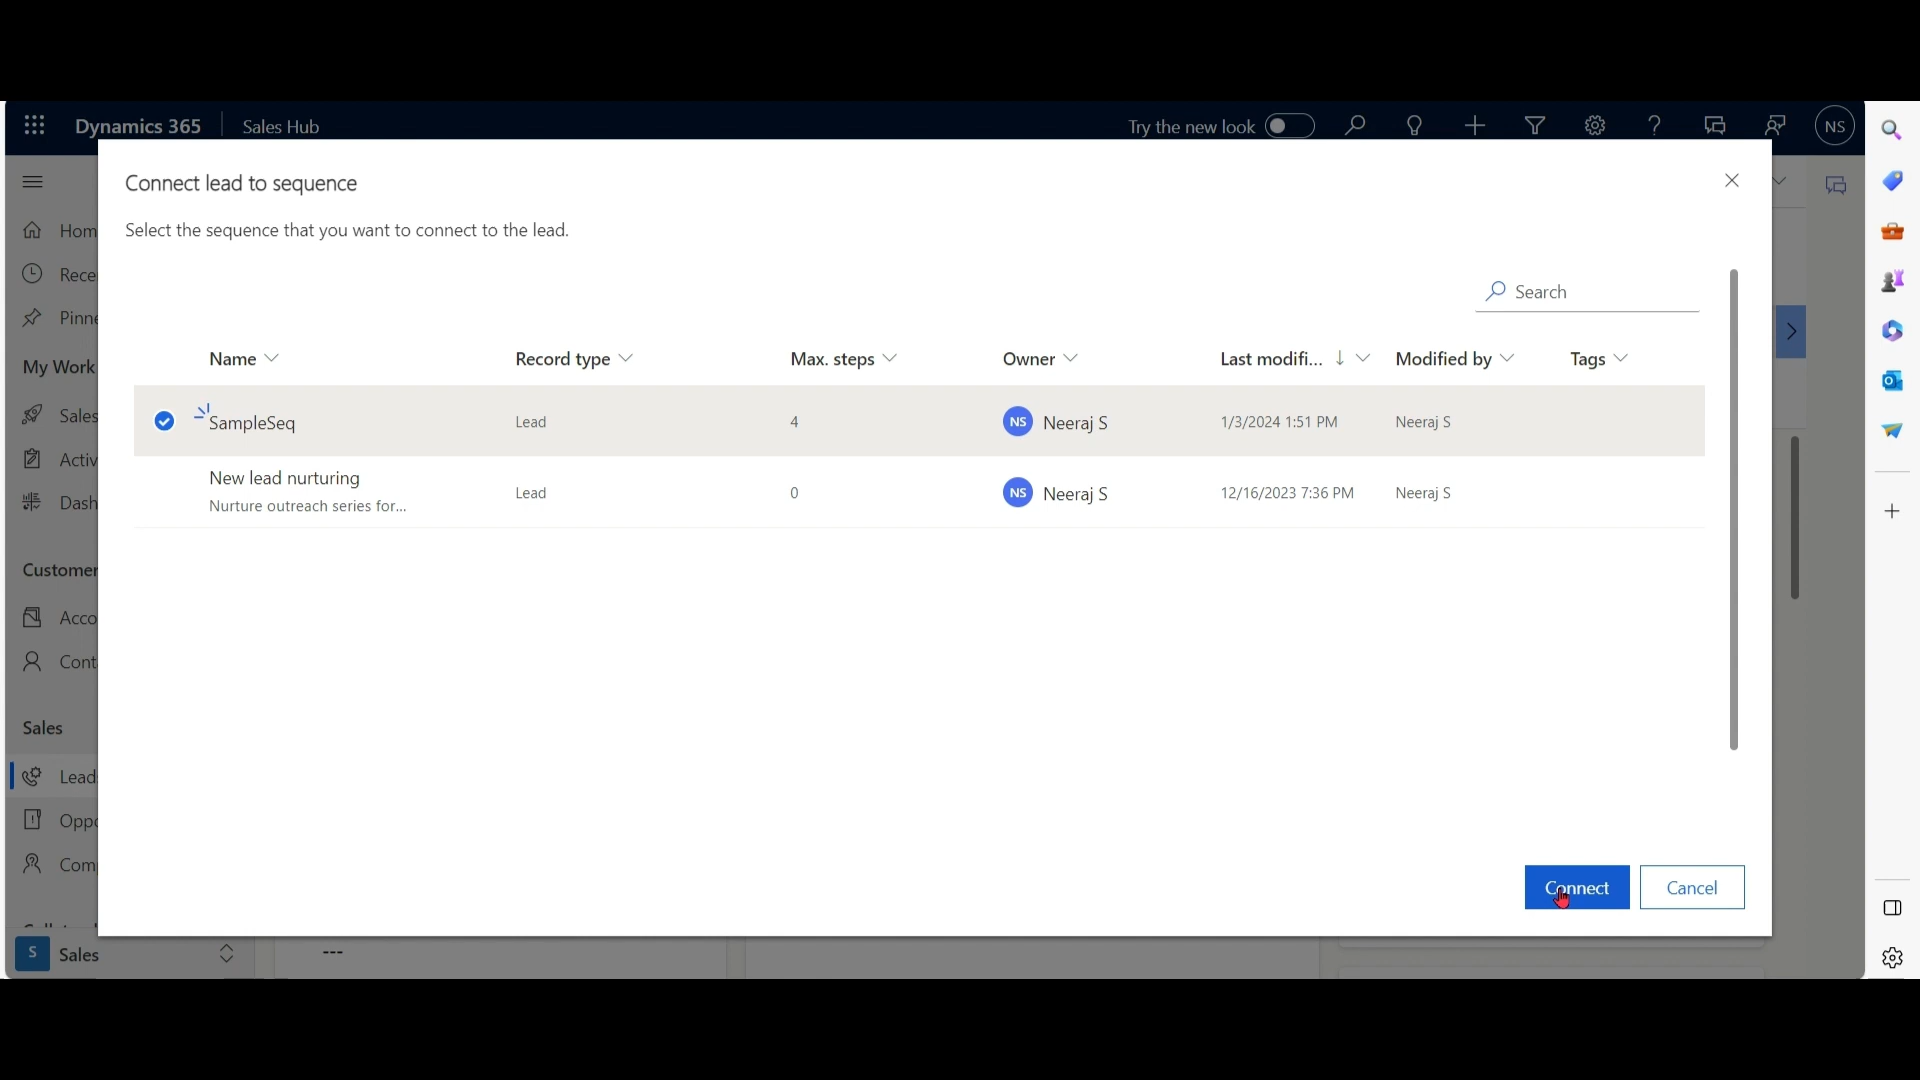 Dynamics 365 Sales Hub Try the new look NS
Connect lead to sequence
Select the sequence that you want to connect to the lead.
Search
Hom
Rece
Pinne
My Work
Sales
Activ
Dash
Customer
Acco
Cont
Sales
Lead
Oppo
Comp
Name Record type Max. steps Owner Last modifi... Modified by Tags
SampleSeq Lead 4 NS Neeraj S 1/3/2024 1:51 PM Neeraj S
New lead nurturing
Nurture outreach series for... Lead 0 NS Neeraj S 12/16/2023 7:36 PM Neeraj S
Connect Cancel
S Sales
---